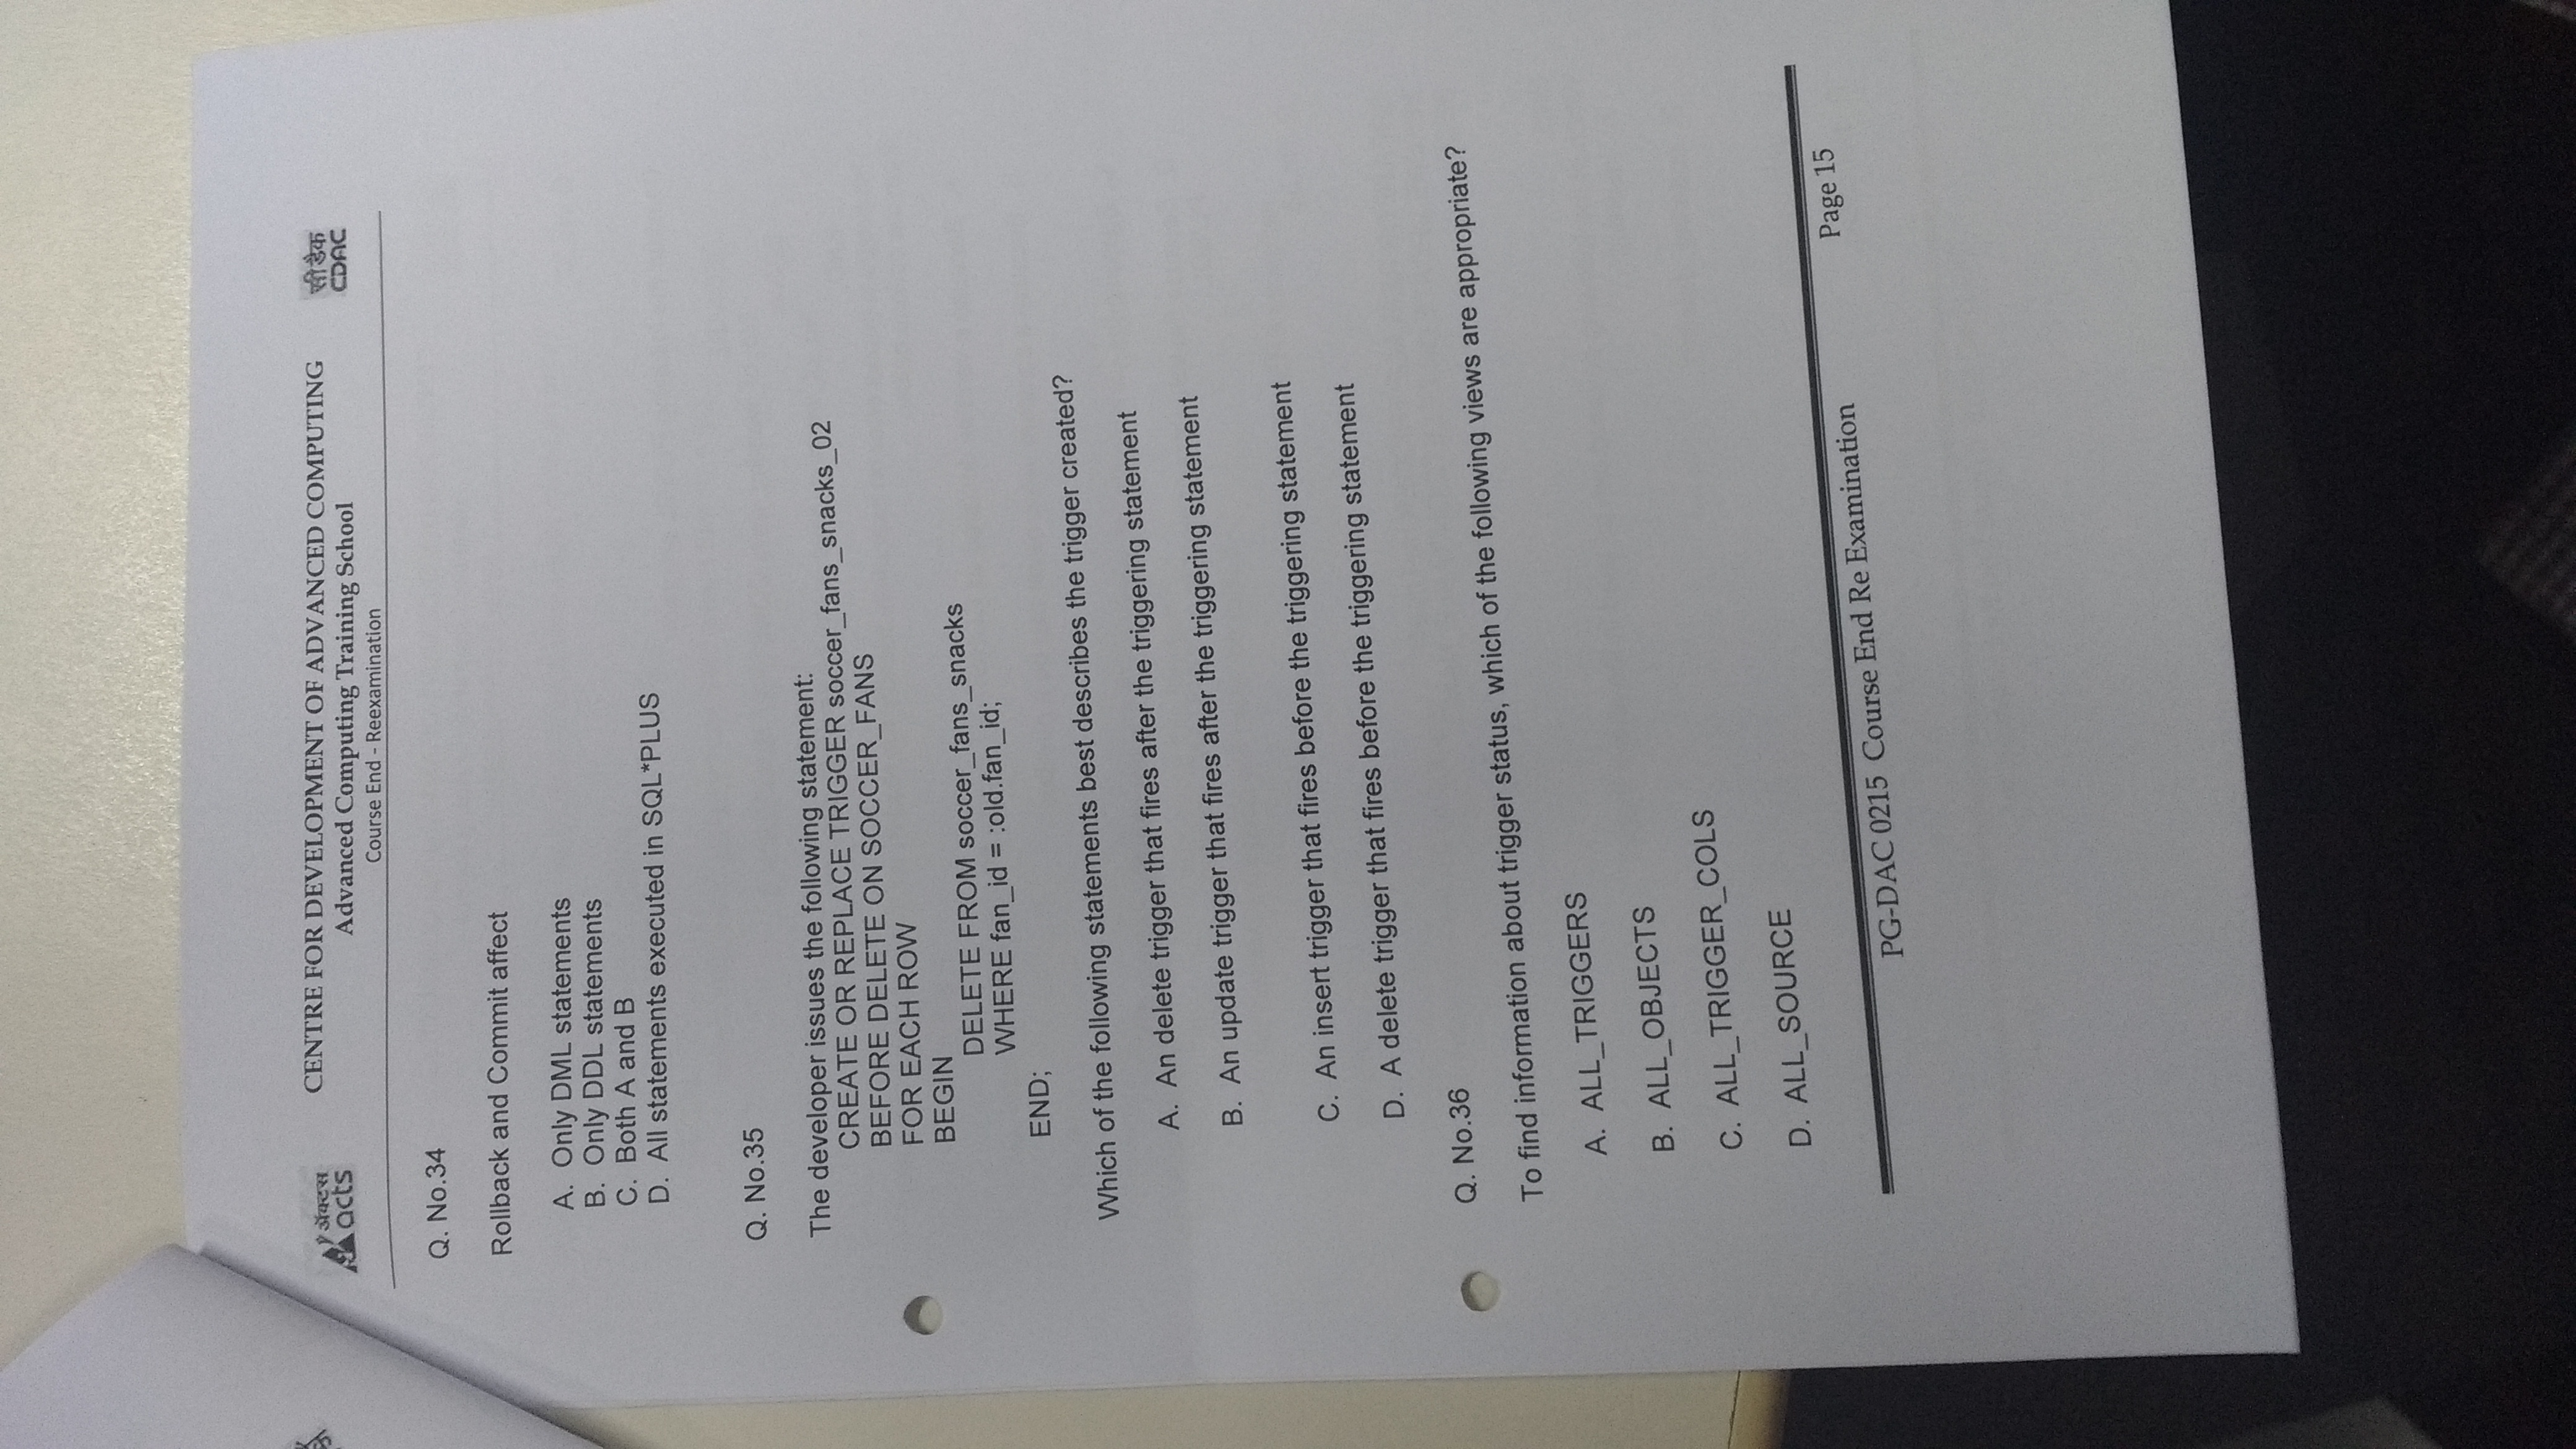 अ‍ॅक्टस
acts
CENTRE FOR DEVELOPMENT OF ADVANCED COMPUTING
Advanced Computing Training School
Course End - Reexamination
सी डैक
CDAC
Q. No.34
Rollback and Commit affect
A. Only DML statements
B. Only DDL statements
C. Both A and B
D. All statements executed in SQL*PLUS
Q. No.35
The developer issues the following statement:
CREATE OR REPLACE TRIGGER soccer_fans_snacks_02
BEFORE DELETE ON SOCCER_FANS
FOR EACH ROW
BEGIN
DELETE FROM soccer_fans_snacks
WHERE fan_id = :old.fan_id;
END;
Which of the following statements best describes the trigger created?
A. An delete trigger that fires after the triggering statement
B. An update trigger that fires after the triggering statement
C. An insert trigger that fires before the triggering statement
D. A delete trigger that fires before the triggering statement
Q. No.36
To find information about trigger status, which of the following views are appropriate?
A. ALL_TRIGGERS
B. ALL_OBJECTS
C. ALL_TRIGGER_COLS
D. ALL_SOURCE
PG-DAC 0215 Course End Re Examination
Page 15